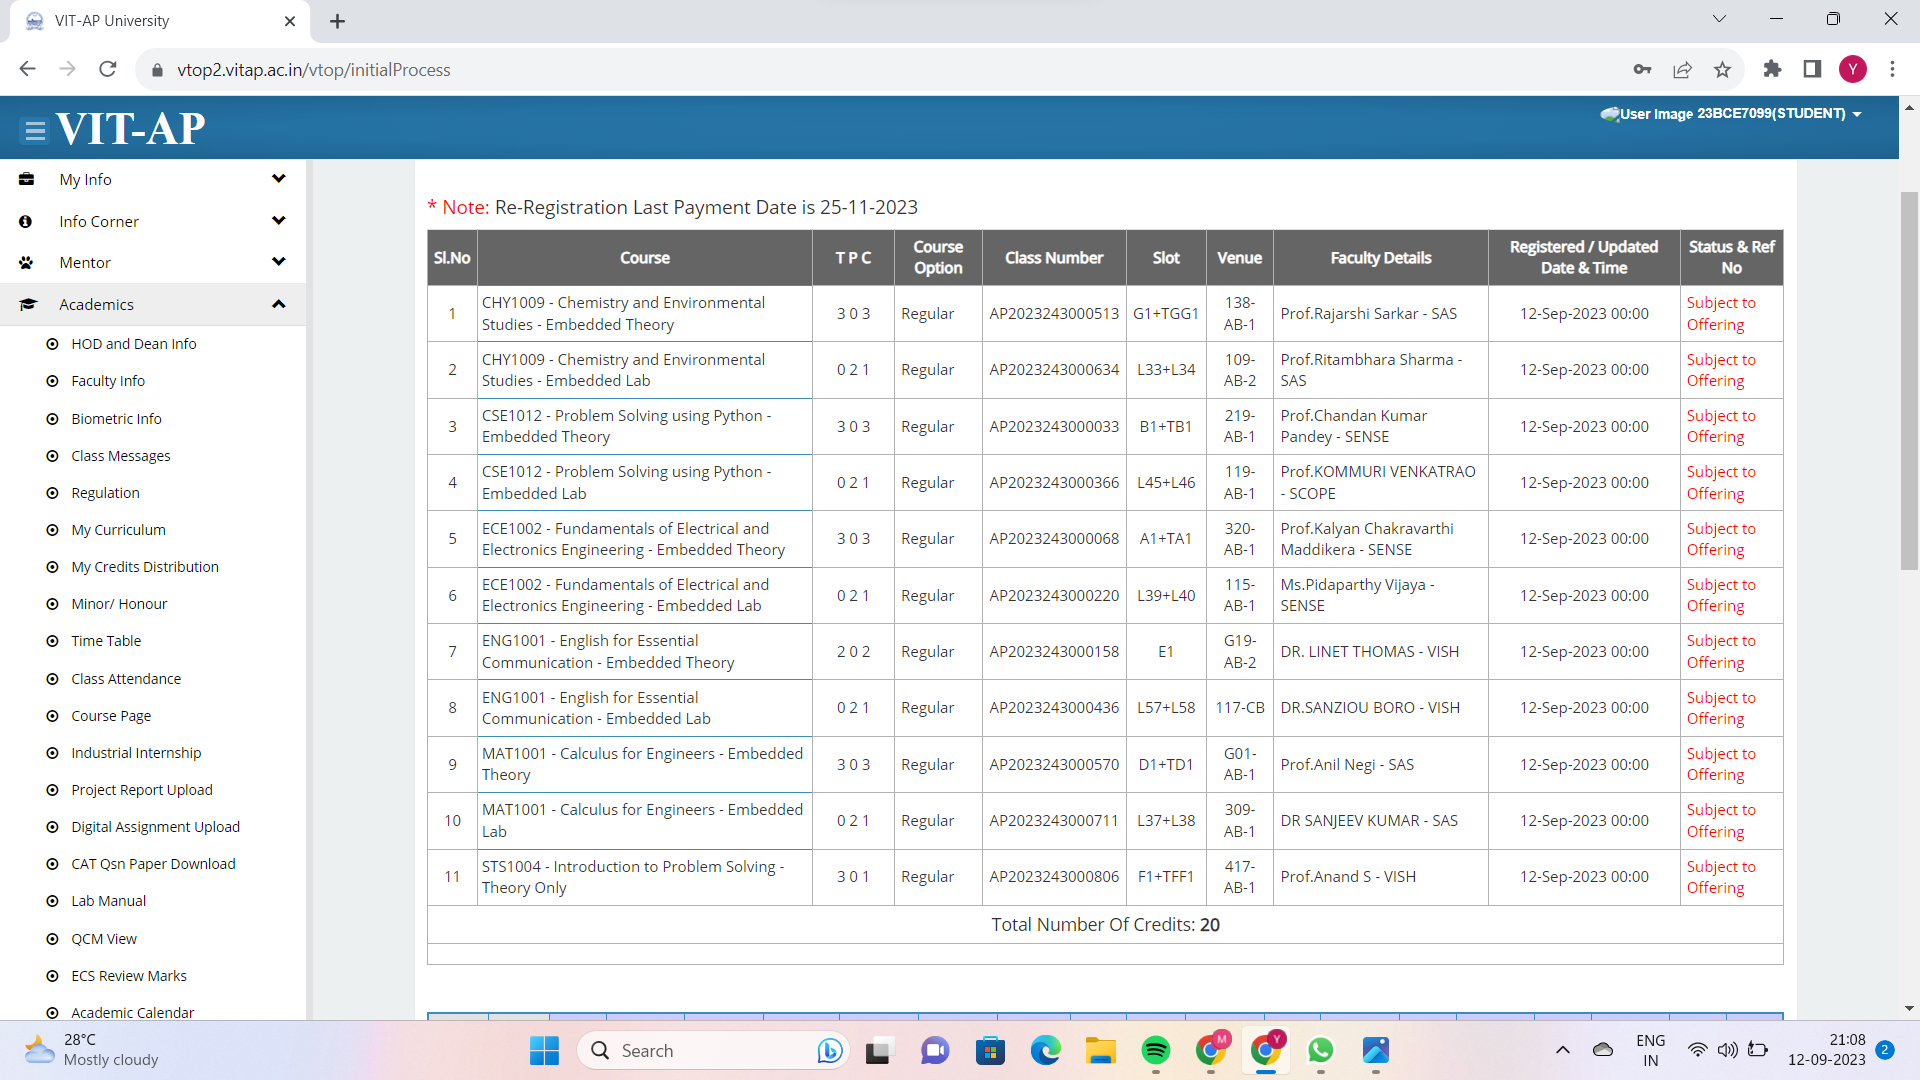 VIT-AP University
vtop2.vitap.ac.in/vtop/initialProcess
Y
VIT-AP
User Image 23BCE7099(STUDENT)
My Info
Info Corner
Mentor
Academics
HOD and Dean Info
Faculty Info
Biometric Info
Class Messages
Regulation
My Curriculum
My Credits Distribution
Minor/ Honour
Time Table
Class Attendance
Course Page
Industrial Internship
Project Report Upload
Digital Assignment Upload
CAT Qsn Paper Download
Lab Manual
QCM View
ECS Review Marks
Academic Calendar
* Note: Re-Registration Last Payment Date is 25-11-2023
Sl.No Course T P C Course Option Class Number Slot Venue Faculty Details Registered / Updated Date & Time Status & Ref No
1 CHY1009 - Chemistry and Environmental Studies - Embedded Theory 3 0 3 Regular AP2023243000513 G1+TGG1 138-AB-1 Prof.Rajarshi Sarkar - SAS 12-Sep-2023 00:00 Subject to Offering
2 CHY1009 - Chemistry and Environmental Studies - Embedded Lab 0 2 1 Regular AP2023243000634 L33+L34 109-AB-2 Prof.Ritambhara Sharma - SAS 12-Sep-2023 00:00 Subject to Offering
3 CSE1012 - Problem Solving using Python - Embedded Theory 3 0 3 Regular AP2023243000033 B1+TB1 219-AB-1 Prof.Chandan Kumar Pandey - SENSE 12-Sep-2023 00:00 Subject to Offering
4 CSE1012 - Problem Solving using Python - Embedded Lab 0 2 1 Regular AP2023243000366 L45+L46 119-AB-1 Prof.KOMMURI VENKATRAO - SCOPE 12-Sep-2023 00:00 Subject to Offering
5 ECE1002 - Fundamentals of Electrical and Electronics Engineering - Embedded Theory 3 0 3 Regular AP2023243000068 A1+TA1 320-AB-1 Prof.Kalyan Chakravarthi Maddikera - SENSE 12-Sep-2023 00:00 Subject to Offering
6 ECE1002 - Fundamentals of Electrical and Electronics Engineering - Embedded Lab 0 2 1 Regular AP2023243000220 L39+L40 115-AB-1 Ms.Pidaparthy Vijaya - SENSE 12-Sep-2023 00:00 Subject to Offering
7 ENG1001 - English for Essential Communication - Embedded Theory 2 0 2 Regular AP2023243000158 E1 G19-AB-2 DR. LINET THOMAS - VISH 12-Sep-2023 00:00 Subject to Offering
8 ENG1001 - English for Essential Communication - Embedded Lab 0 2 1 Regular AP2023243000436 L57+L58 117-CB DR.SANZIOU BORO - VISH 12-Sep-2023 00:00 Subject to Offering
9 MAT1001 - Calculus for Engineers - Embedded Theory 3 0 3 Regular AP2023243000570 D1+TD1 G01-AB-1 Prof.Anil Negi - SAS 12-Sep-2023 00:00 Subject to Offering
10 MAT1001 - Calculus for Engineers - Embedded Lab 0 2 1 Regular AP2023243000711 L37+L38 309-AB-1 DR SANJEEV KUMAR - SAS 12-Sep-2023 00:00 Subject to Offering
11 STS1004 - Introduction to Problem Solving - Theory Only 3 0 1 Regular AP2023243000806 F1+TFF1 417-AB-1 Prof.Anand S - VISH 12-Sep-2023 00:00 Subject to Offering
Total Number Of Credits: 20
28°C
Mostly cloudy
Search
M
Y
ENG
IN
21:08
12-09-2023
2